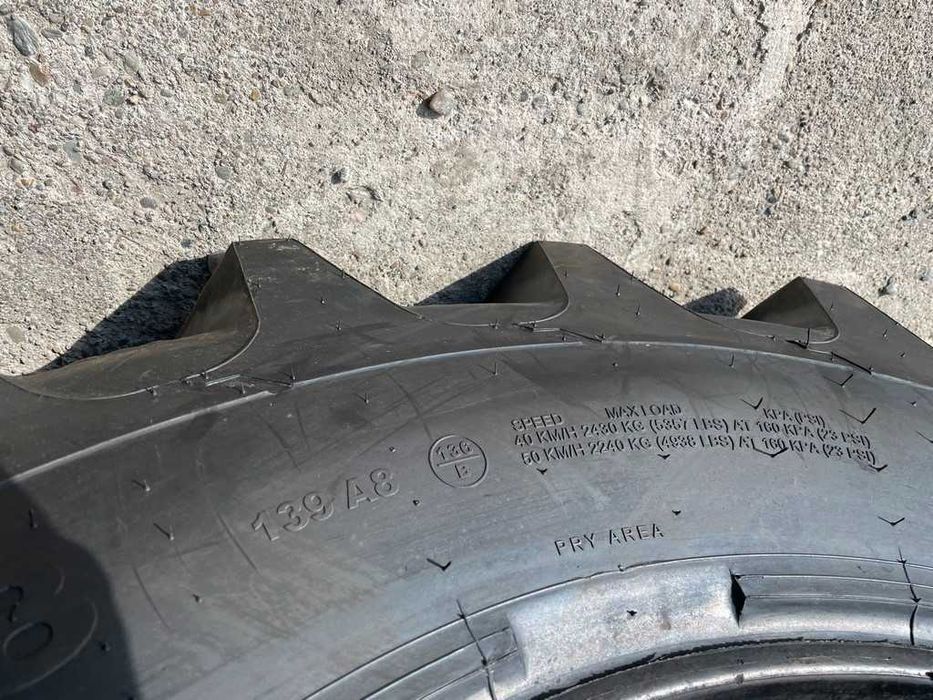 SPEED MAX LOAD KPA (PSI)
40 KM/H 2430 KG (5357 LBS) AT 160 KPA (23 PSI)
50 KM/H 2240 KG (4938 LBS) AT 160 KPA (23 PSI)
139 A8
136
B
PRY AREA